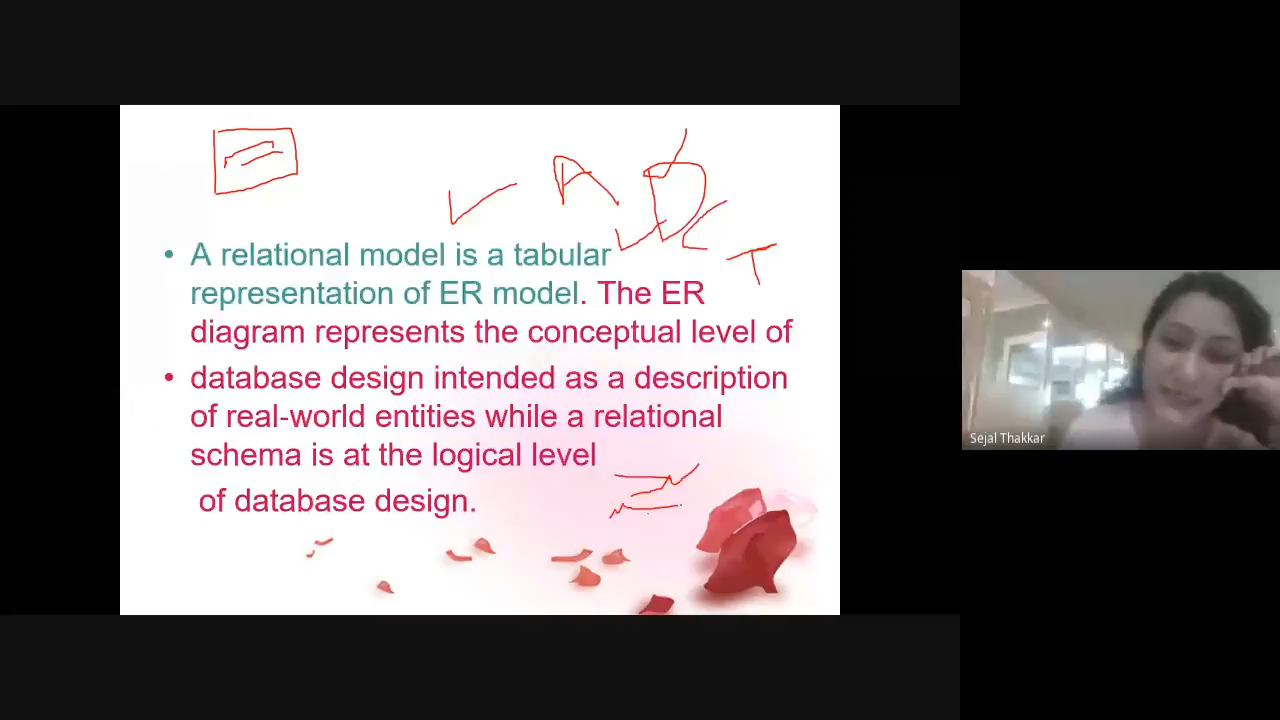 A
T
• A relational model is a tabular
representation of ER model. The ER
diagram represents the conceptual level of
• database design intended as a description
of real-world entities while a relational
schema is at the logical level
of database design.
Sejal Thakkar